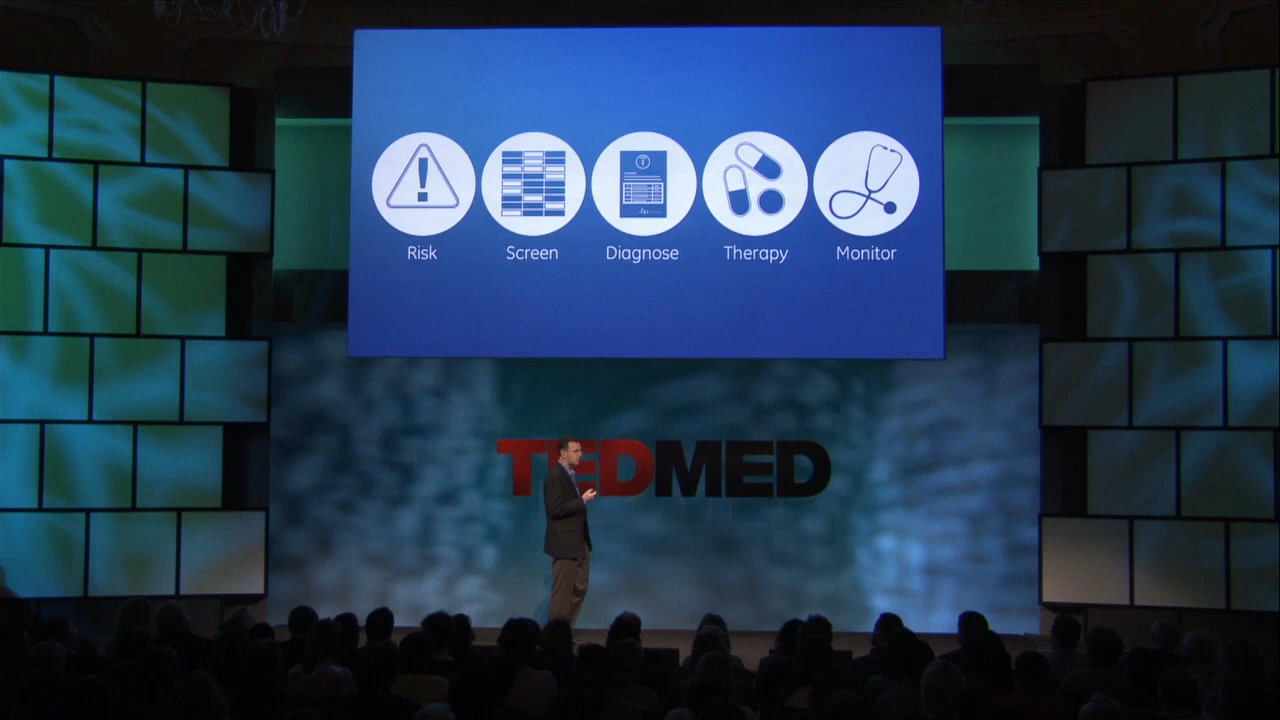 Risk
Screen
Diagnose
Therapy
Monitor
TEDMED